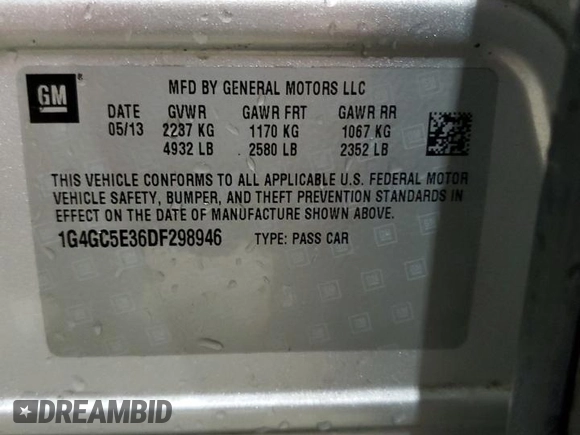 GM ®
MFD BY GENERAL MOTORS LLC
DATE GVWR GAWR FRT GAWR RR
05/13 2237 KG 1170 KG 1067 KG
4932 LB 2580 LB 2352 LB
THIS VEHICLE CONFORMS TO ALL APPLICABLE U.S. FEDERAL MOTOR
VEHICLE SAFETY, BUMPER, AND THEFT PREVENTION STANDARDS IN
EFFECT ON THE DATE OF MANUFACTURE SHOWN ABOVE.
1G4GC5E36DF298946 TYPE: PASS CAR
DREAMBID